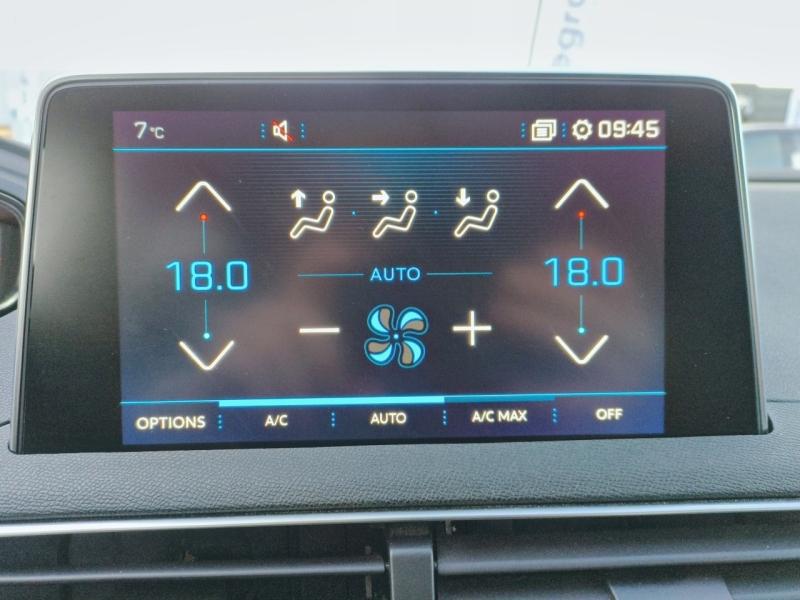 7°C 09:45
18.0 18.0
AUTO
OPTIONS A/C AUTO A/C MAX OFF